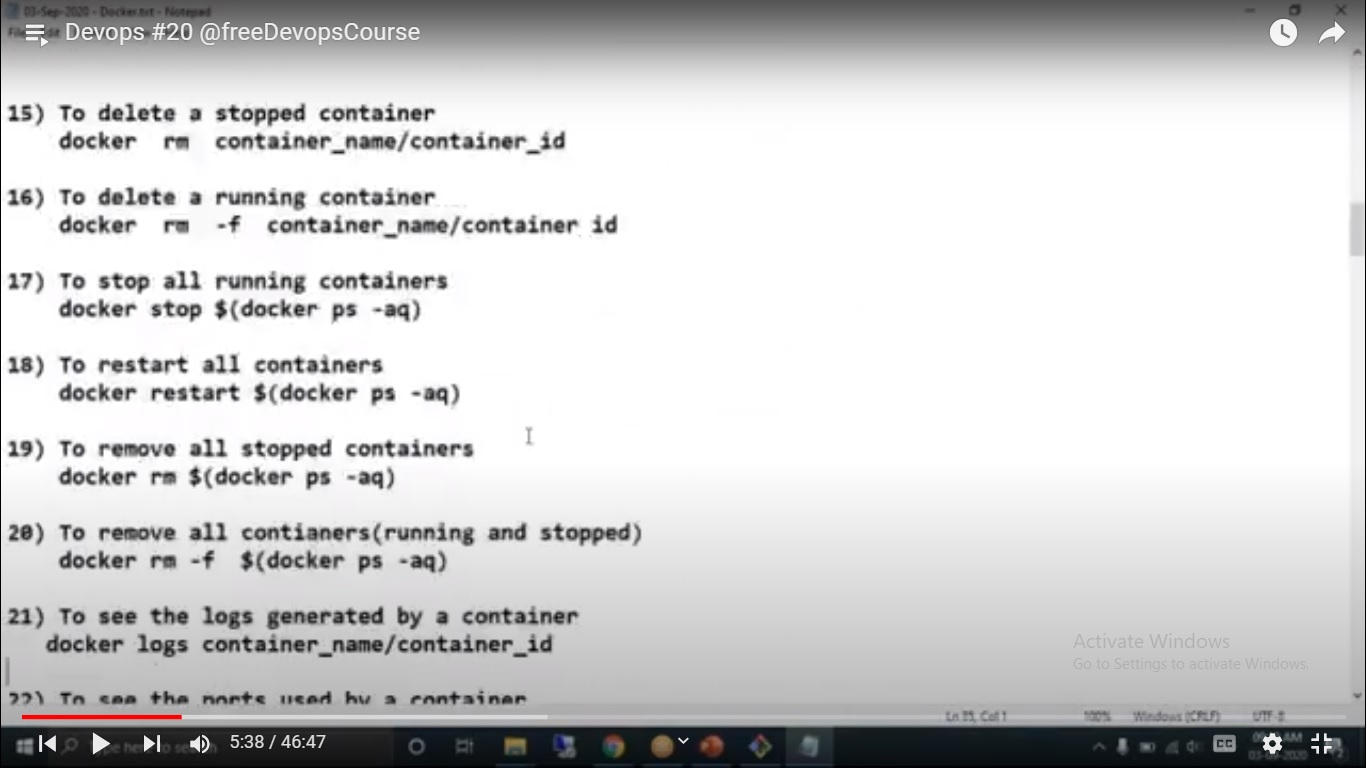 03-Sep-2020 - Docker.txt - Notepad
Devops #20 @freeDevopsCourse
15) To delete a stopped container
docker rm container_name/container_id
16) To delete a running container
docker rm -f container_name/container id
17) To stop all running containers
docker stop $(docker ps -aq)
18) To restart all containers
docker restart $(docker ps -aq)
19) To remove all stopped containers
docker rm $(docker ps -aq)
20) To remove all contianers(running and stopped)
docker rm -f $(docker ps -aq)
21) To see the logs generated by a container
docker logs container_name/container_id
22) To see the ports used by a container
Activate Windows
Go to Settings to activate Windows.
Ln 35, Col 1 100% Windows (CRLF) UTF-8
5:38 / 46:47
CC
03-09-2020